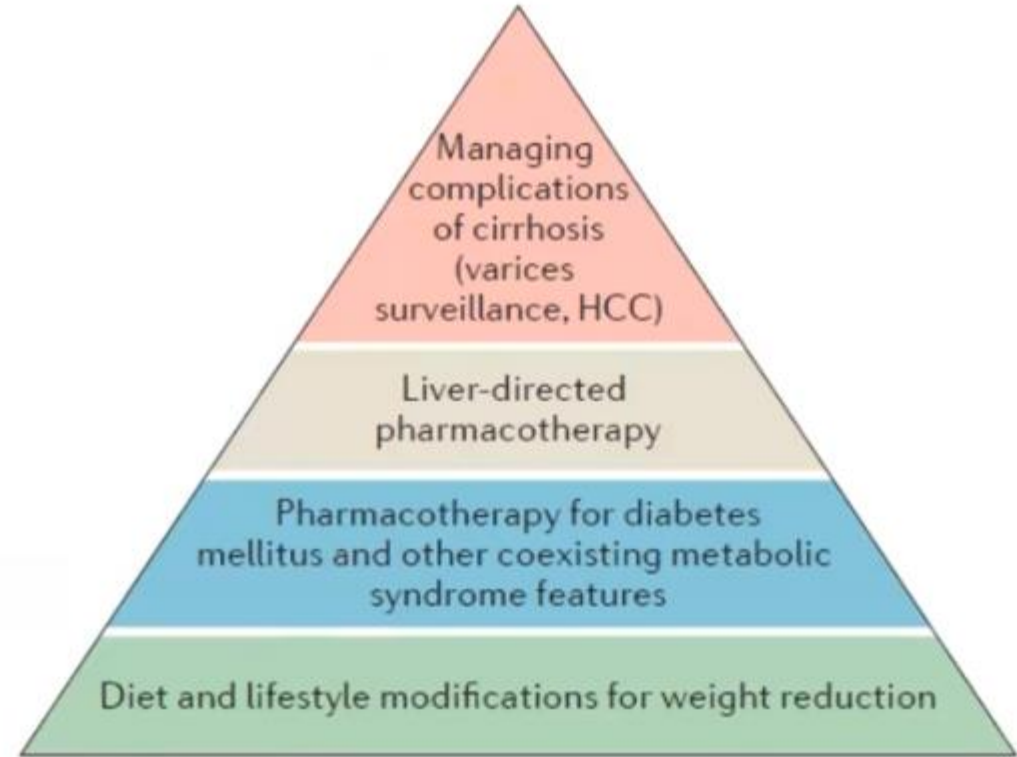 Managing
complications
of cirrhosis
(varices
surveillance, HCC)
Liver-directed
pharmacotherapy
Pharmacotherapy for diabetes
mellitus and other coexisting metabolic
syndrome features
Diet and lifestyle modifications for weight reduction